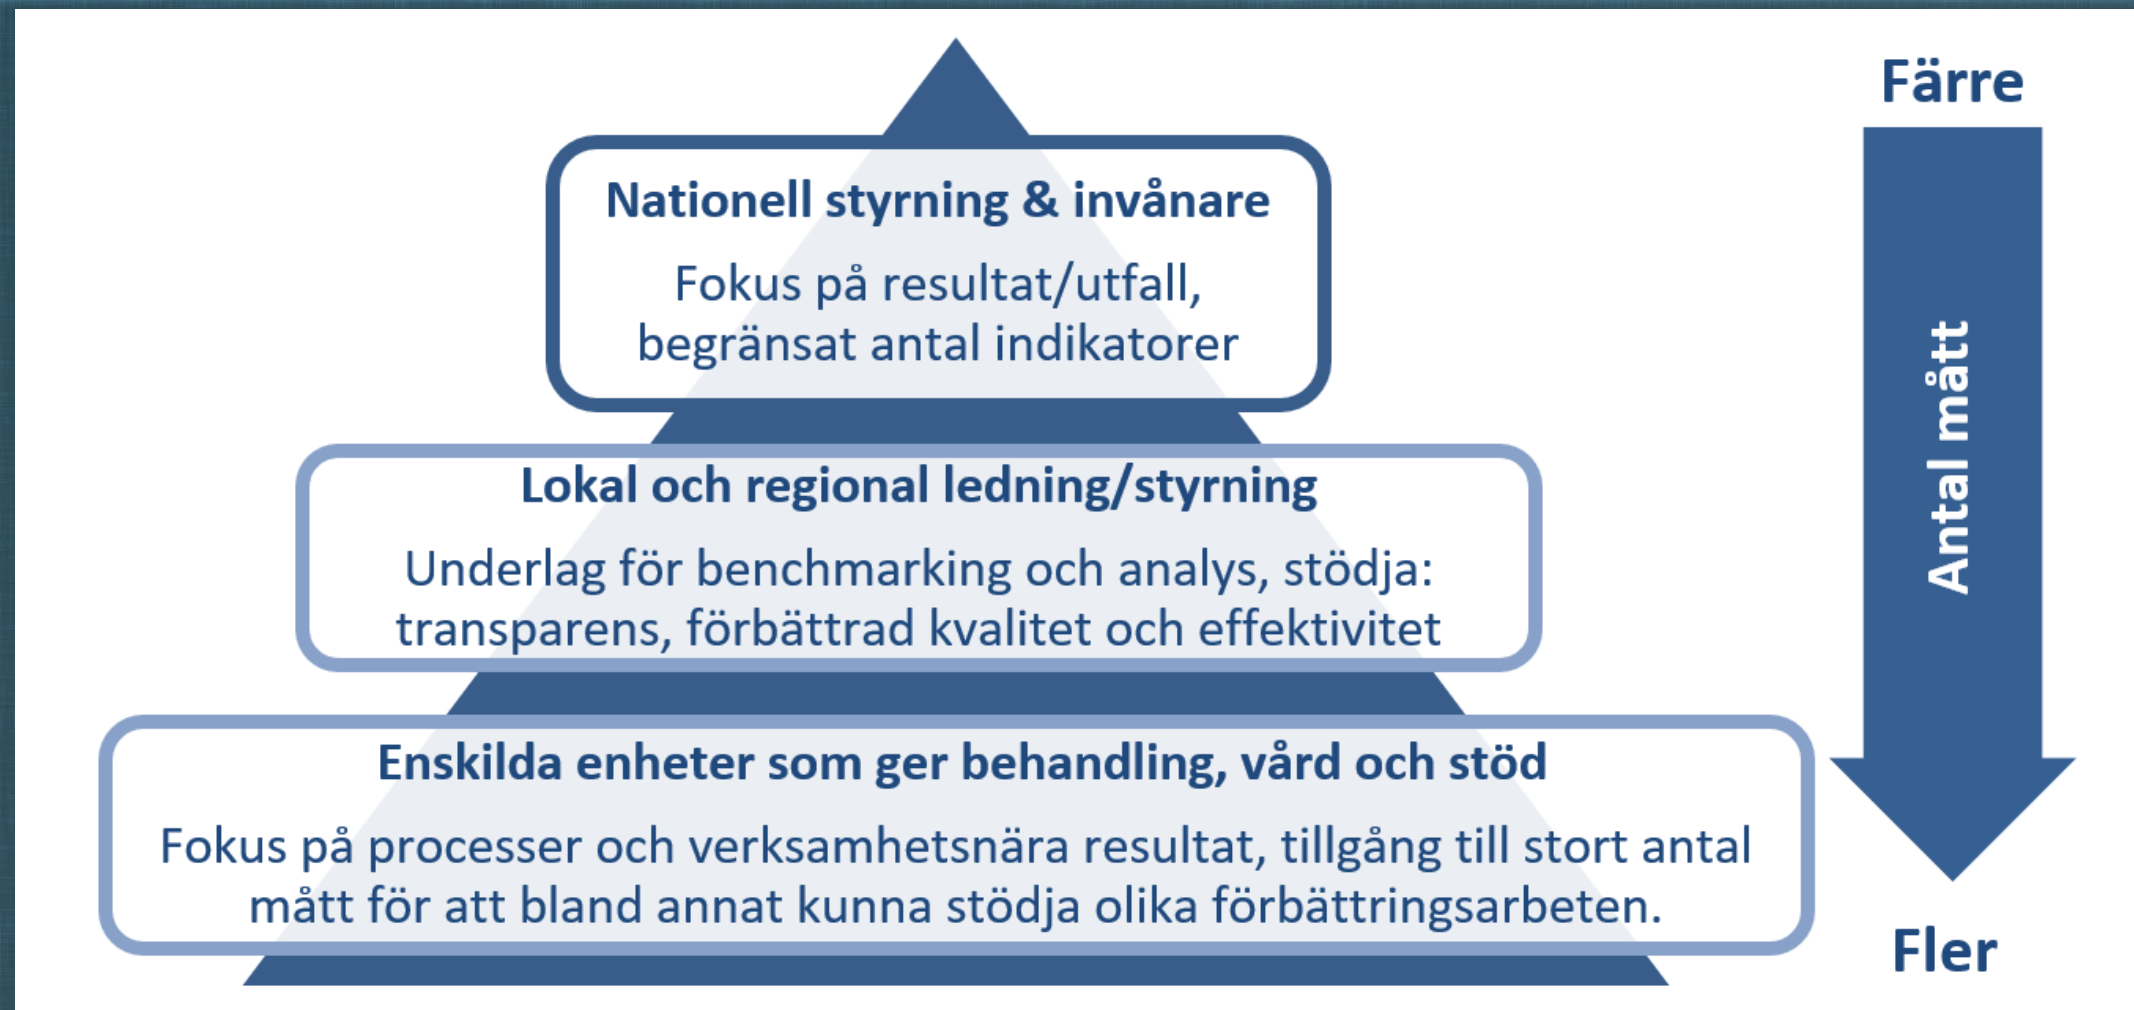 Färre
Nationell styrning & invånare
Fokus på resultat/utfall,
begränsat antal indikatorer
Antal mått
Lokal och regional ledning/styrning
Underlag för benchmarking och analys, stödja:
transparens, förbättrad kvalitet och effektivitet
Enskilda enheter som ger behandling, vård och stöd
Fokus på processer och verksamhetsnära resultat, tillgång till stort antal
mått för att bland annat kunna stödja olika förbättringsarbeten.
Fler